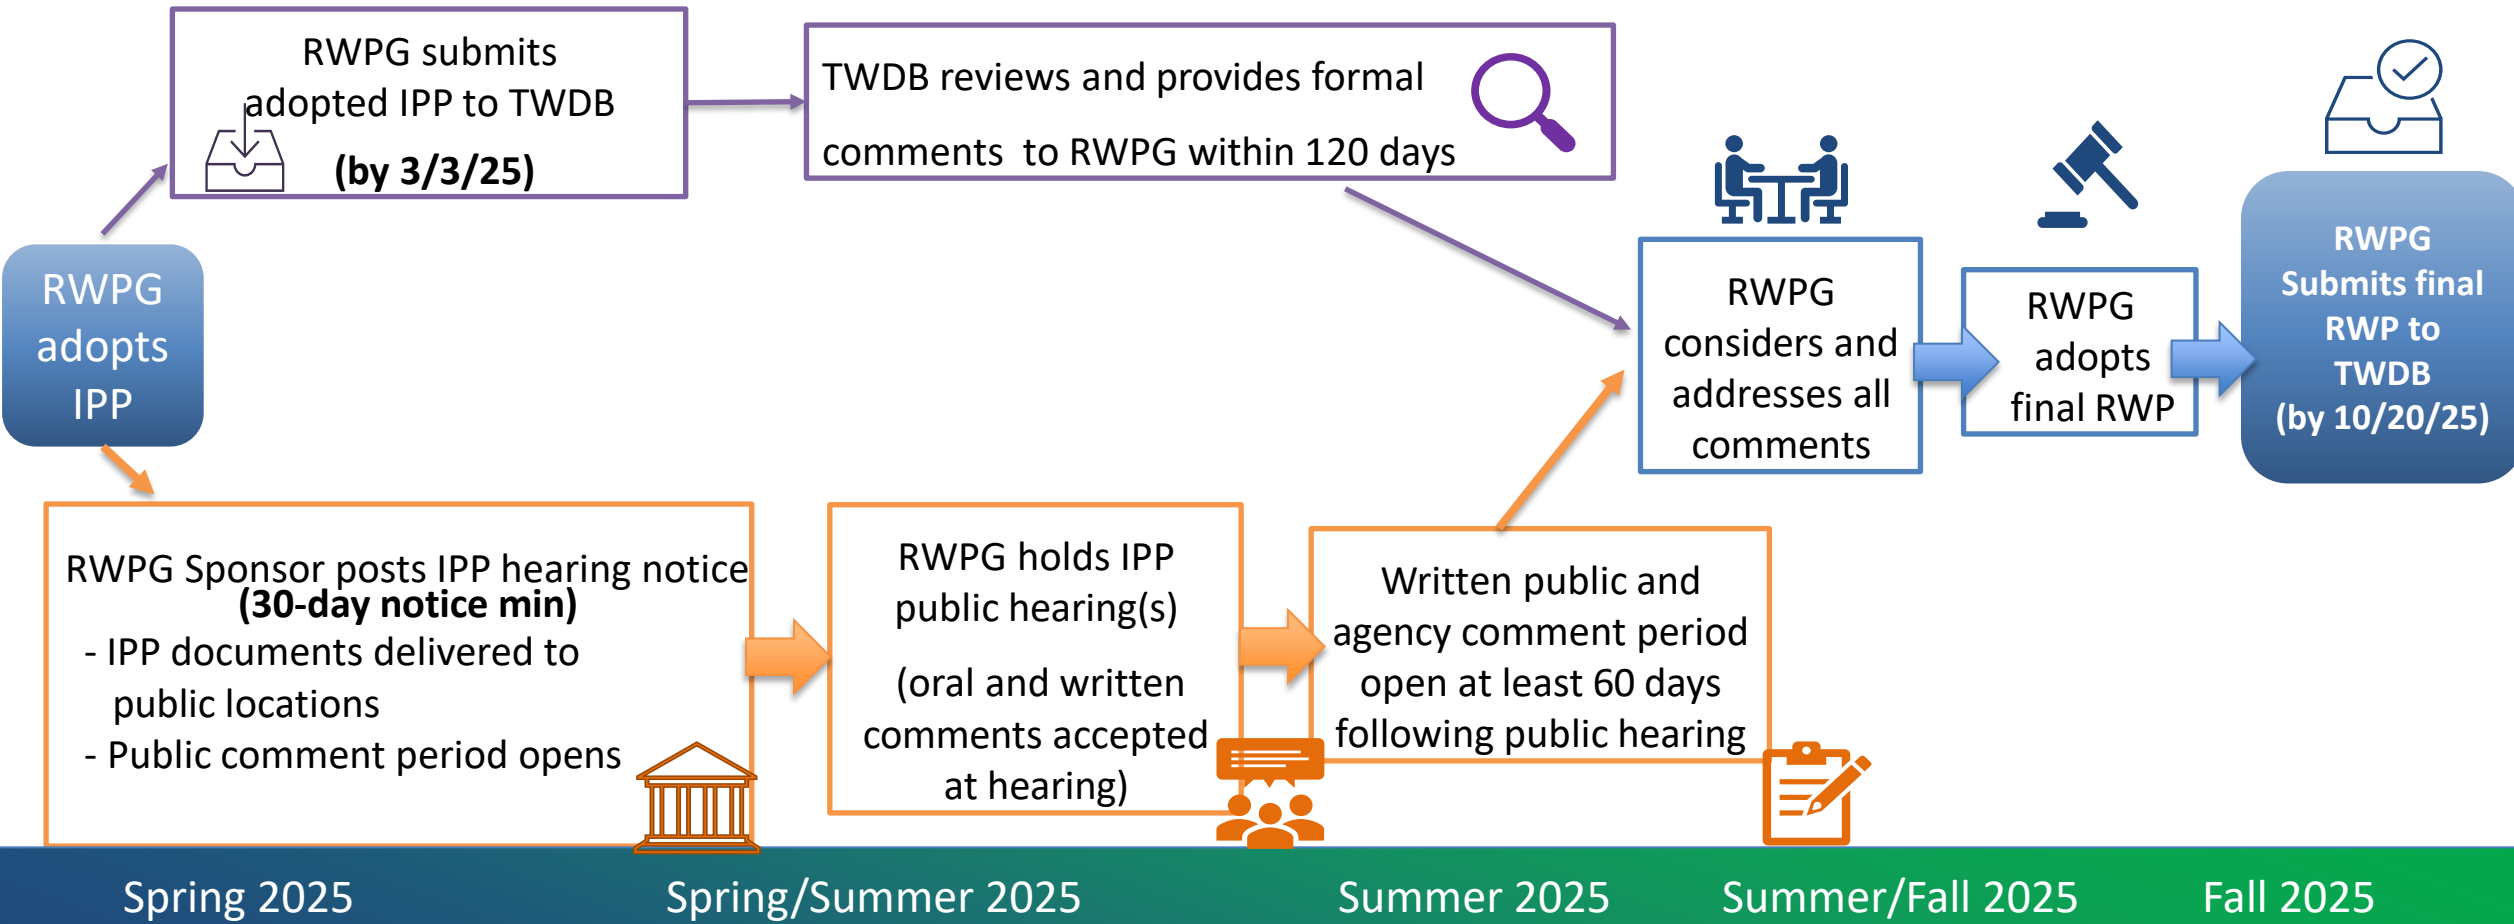 RWPG submits
adopted IPP to TWDB
(by 3/3/25)
TWDB reviews and provides formal
comments to RWPG within 120 days
RWPG
adopts
IPP
RWPG Sponsor posts IPP hearing notice
(30-day notice min)
- IPP documents delivered to
public locations
- Public comment period opens
RWPG holds IPP
public hearing(s)
(oral and written
comments accepted
at hearing)
Written public and
agency comment period
open at least 60 days
following public hearing
RWPG
considers and
addresses all
comments
RWPG
adopts
final RWP
RWPG
Submits final
RWP to
TWDB
(by 10/20/25)
Spring 2025
Spring/Summer 2025
Summer 2025
Summer/Fall 2025
Fall 2025